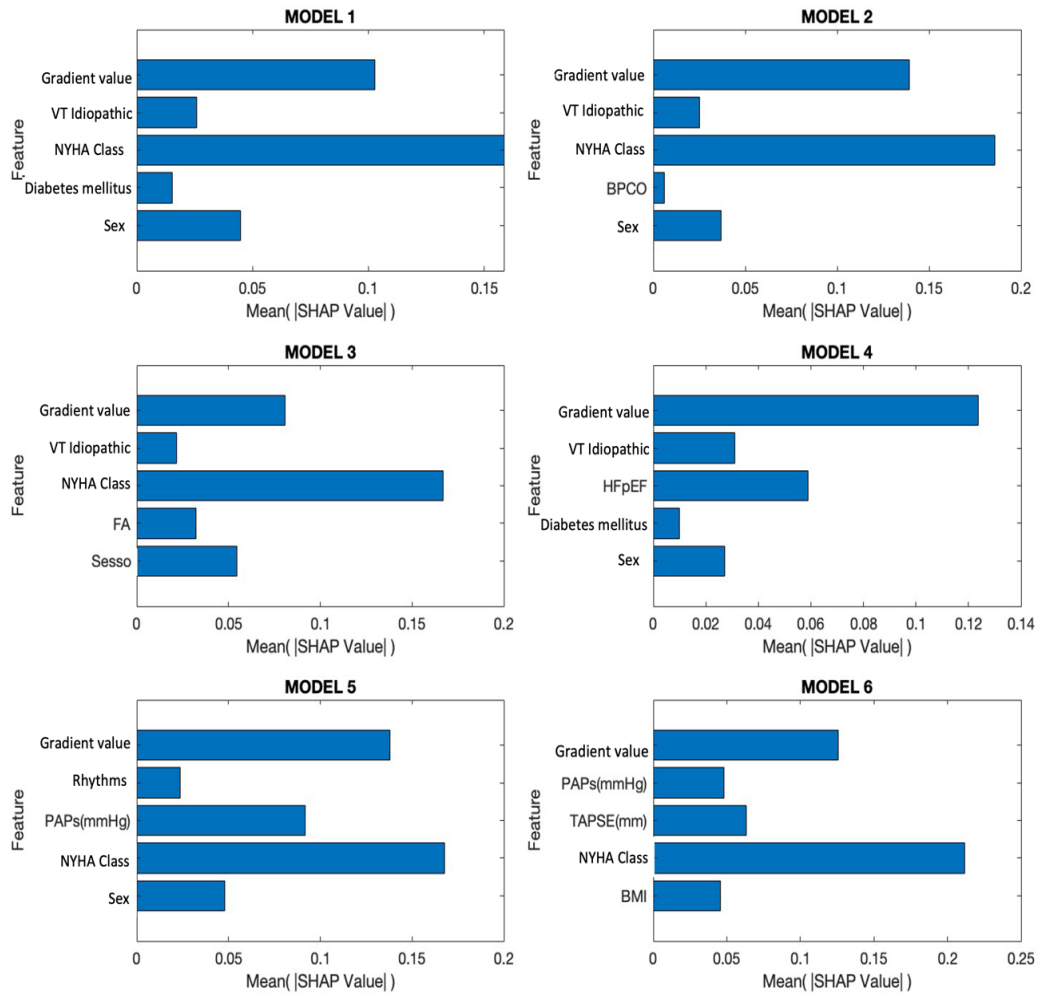 MODEL 1
Feature
Gradient value
VT Idiopathic
NYHA Class
Diabetes mellitus
Sex
0 0.05 0.1 0.15
Mean( |SHAP Value| )
MODEL 2
Feature
Gradient value
VT Idiopathic
NYHA Class
BPCO
Sex
0 0.05 0.1 0.15 0.2
Mean( |SHAP Value| )
MODEL 3
Feature
Gradient value
VT Idiopathic
NYHA Class
FA
Sesso
0 0.05 0.1 0.15 0.2
Mean( |SHAP Value| )
MODEL 4
Feature
Gradient value
VT Idiopathic
HFpEF
Diabetes mellitus
Sex
0 0.02 0.04 0.06 0.08 0.1 0.12 0.14
Mean( |SHAP Value| )
MODEL 5
Feature
Gradient value
Rhythms
PAPs(mmHg)
NYHA Class
Sex
0 0.05 0.1 0.15 0.2
Mean( |SHAP Value| )
MODEL 6
Feature
Gradient value
PAPs(mmHg)
TAPSE(mm)
NYHA Class
BMI
0 0.05 0.1 0.15 0.2 0.25
Mean( |SHAP Value| )